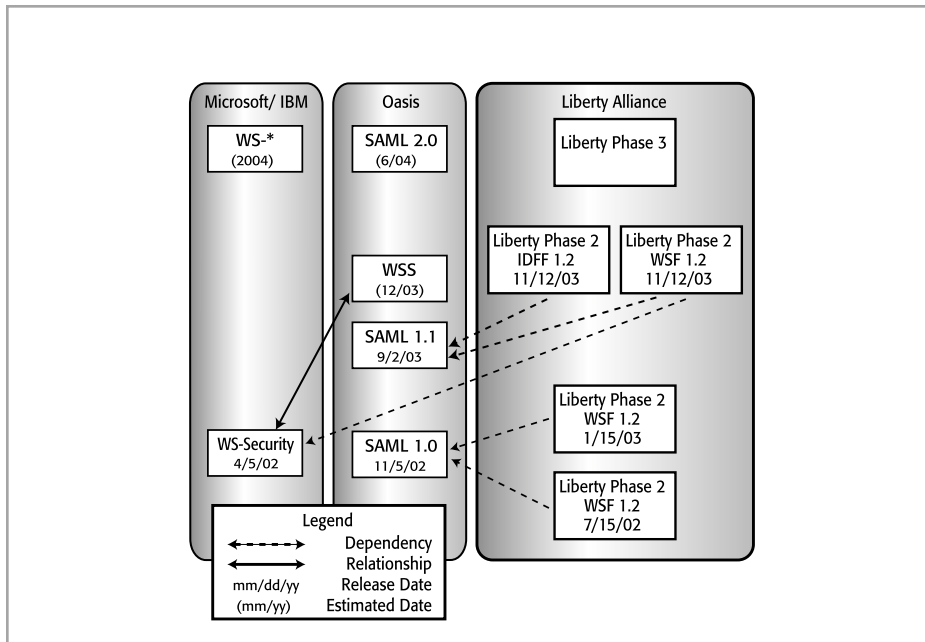 Microsoft/ IBM
WS-*
(2004)
WS-Security
4/5/02
Oasis
SAML 2.0
(6/04)
WSS
(12/03)
SAML 1.1
9/2/03
SAML 1.0
11/5/02
Liberty Alliance
Liberty Phase 3
Liberty Phase 2
IDFF 1.2
11/12/03
Liberty Phase 2
WSF 1.2
11/12/03
Liberty Phase 2
WSF 1.2
1/15/03
Liberty Phase 2
WSF 1.2
7/15/02
Legend
Dependency
Relationship
mm/dd/yy Release Date
(mm/yy) Estimated Date